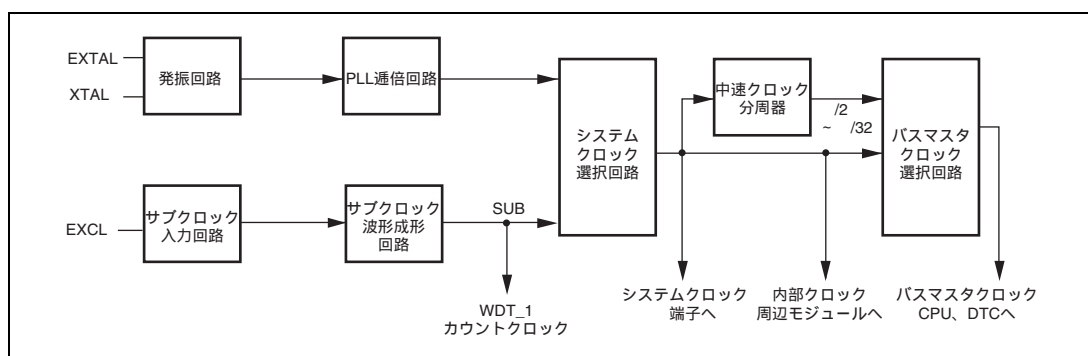 EXTAL
XTAL
発振回路
PLL逓倍回路
システム
クロック
選択回路
中速クロック
分周器
/2
~ /32
バスマスタ
クロック
選択回路
EXCL
サブクロック
入力回路
サブクロック
波形成形
回路
SUB
WDT_1
カウントクロック
システムクロック
端子へ
内部クロック
周辺モジュールへ
バスマスタクロック
CPU、DTCへ